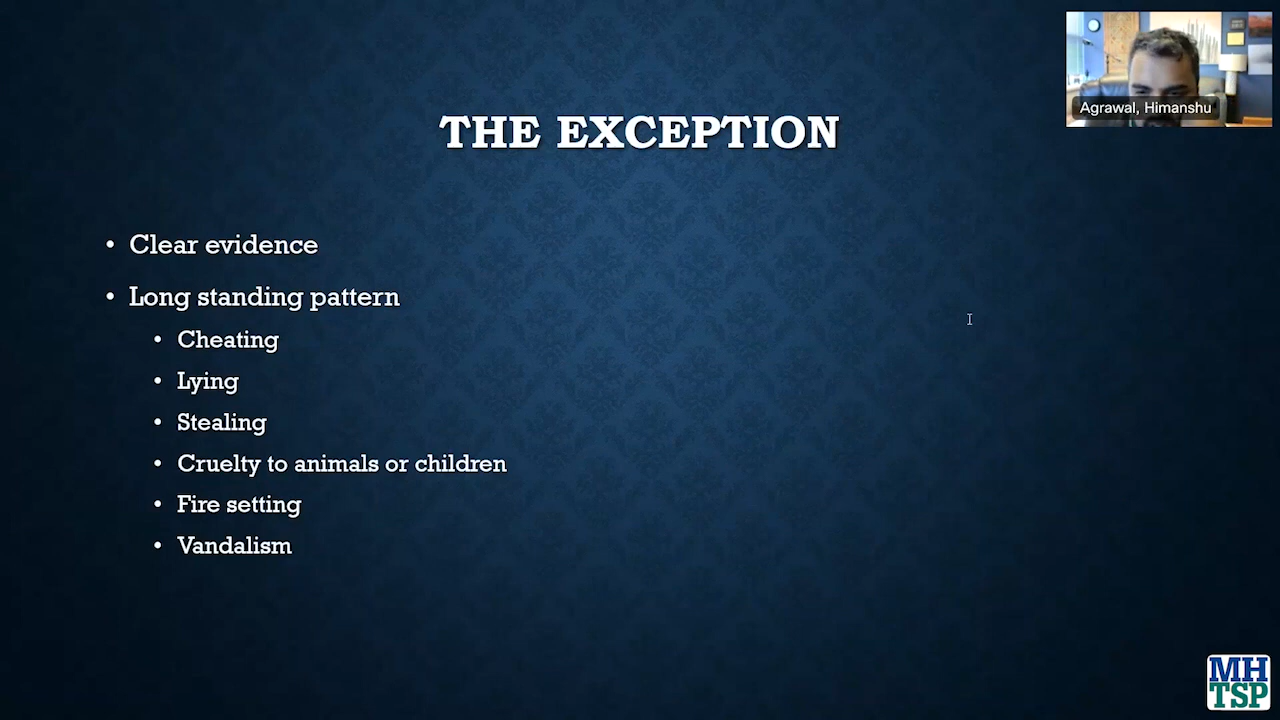 Agrawal, Himanshu
THE EXCEPTION
• Clear evidence
• Long standing pattern
• Cheating
• Lying
• Stealing
• Cruelty to animals or children
• Fire setting
• Vandalism
MH
TSP